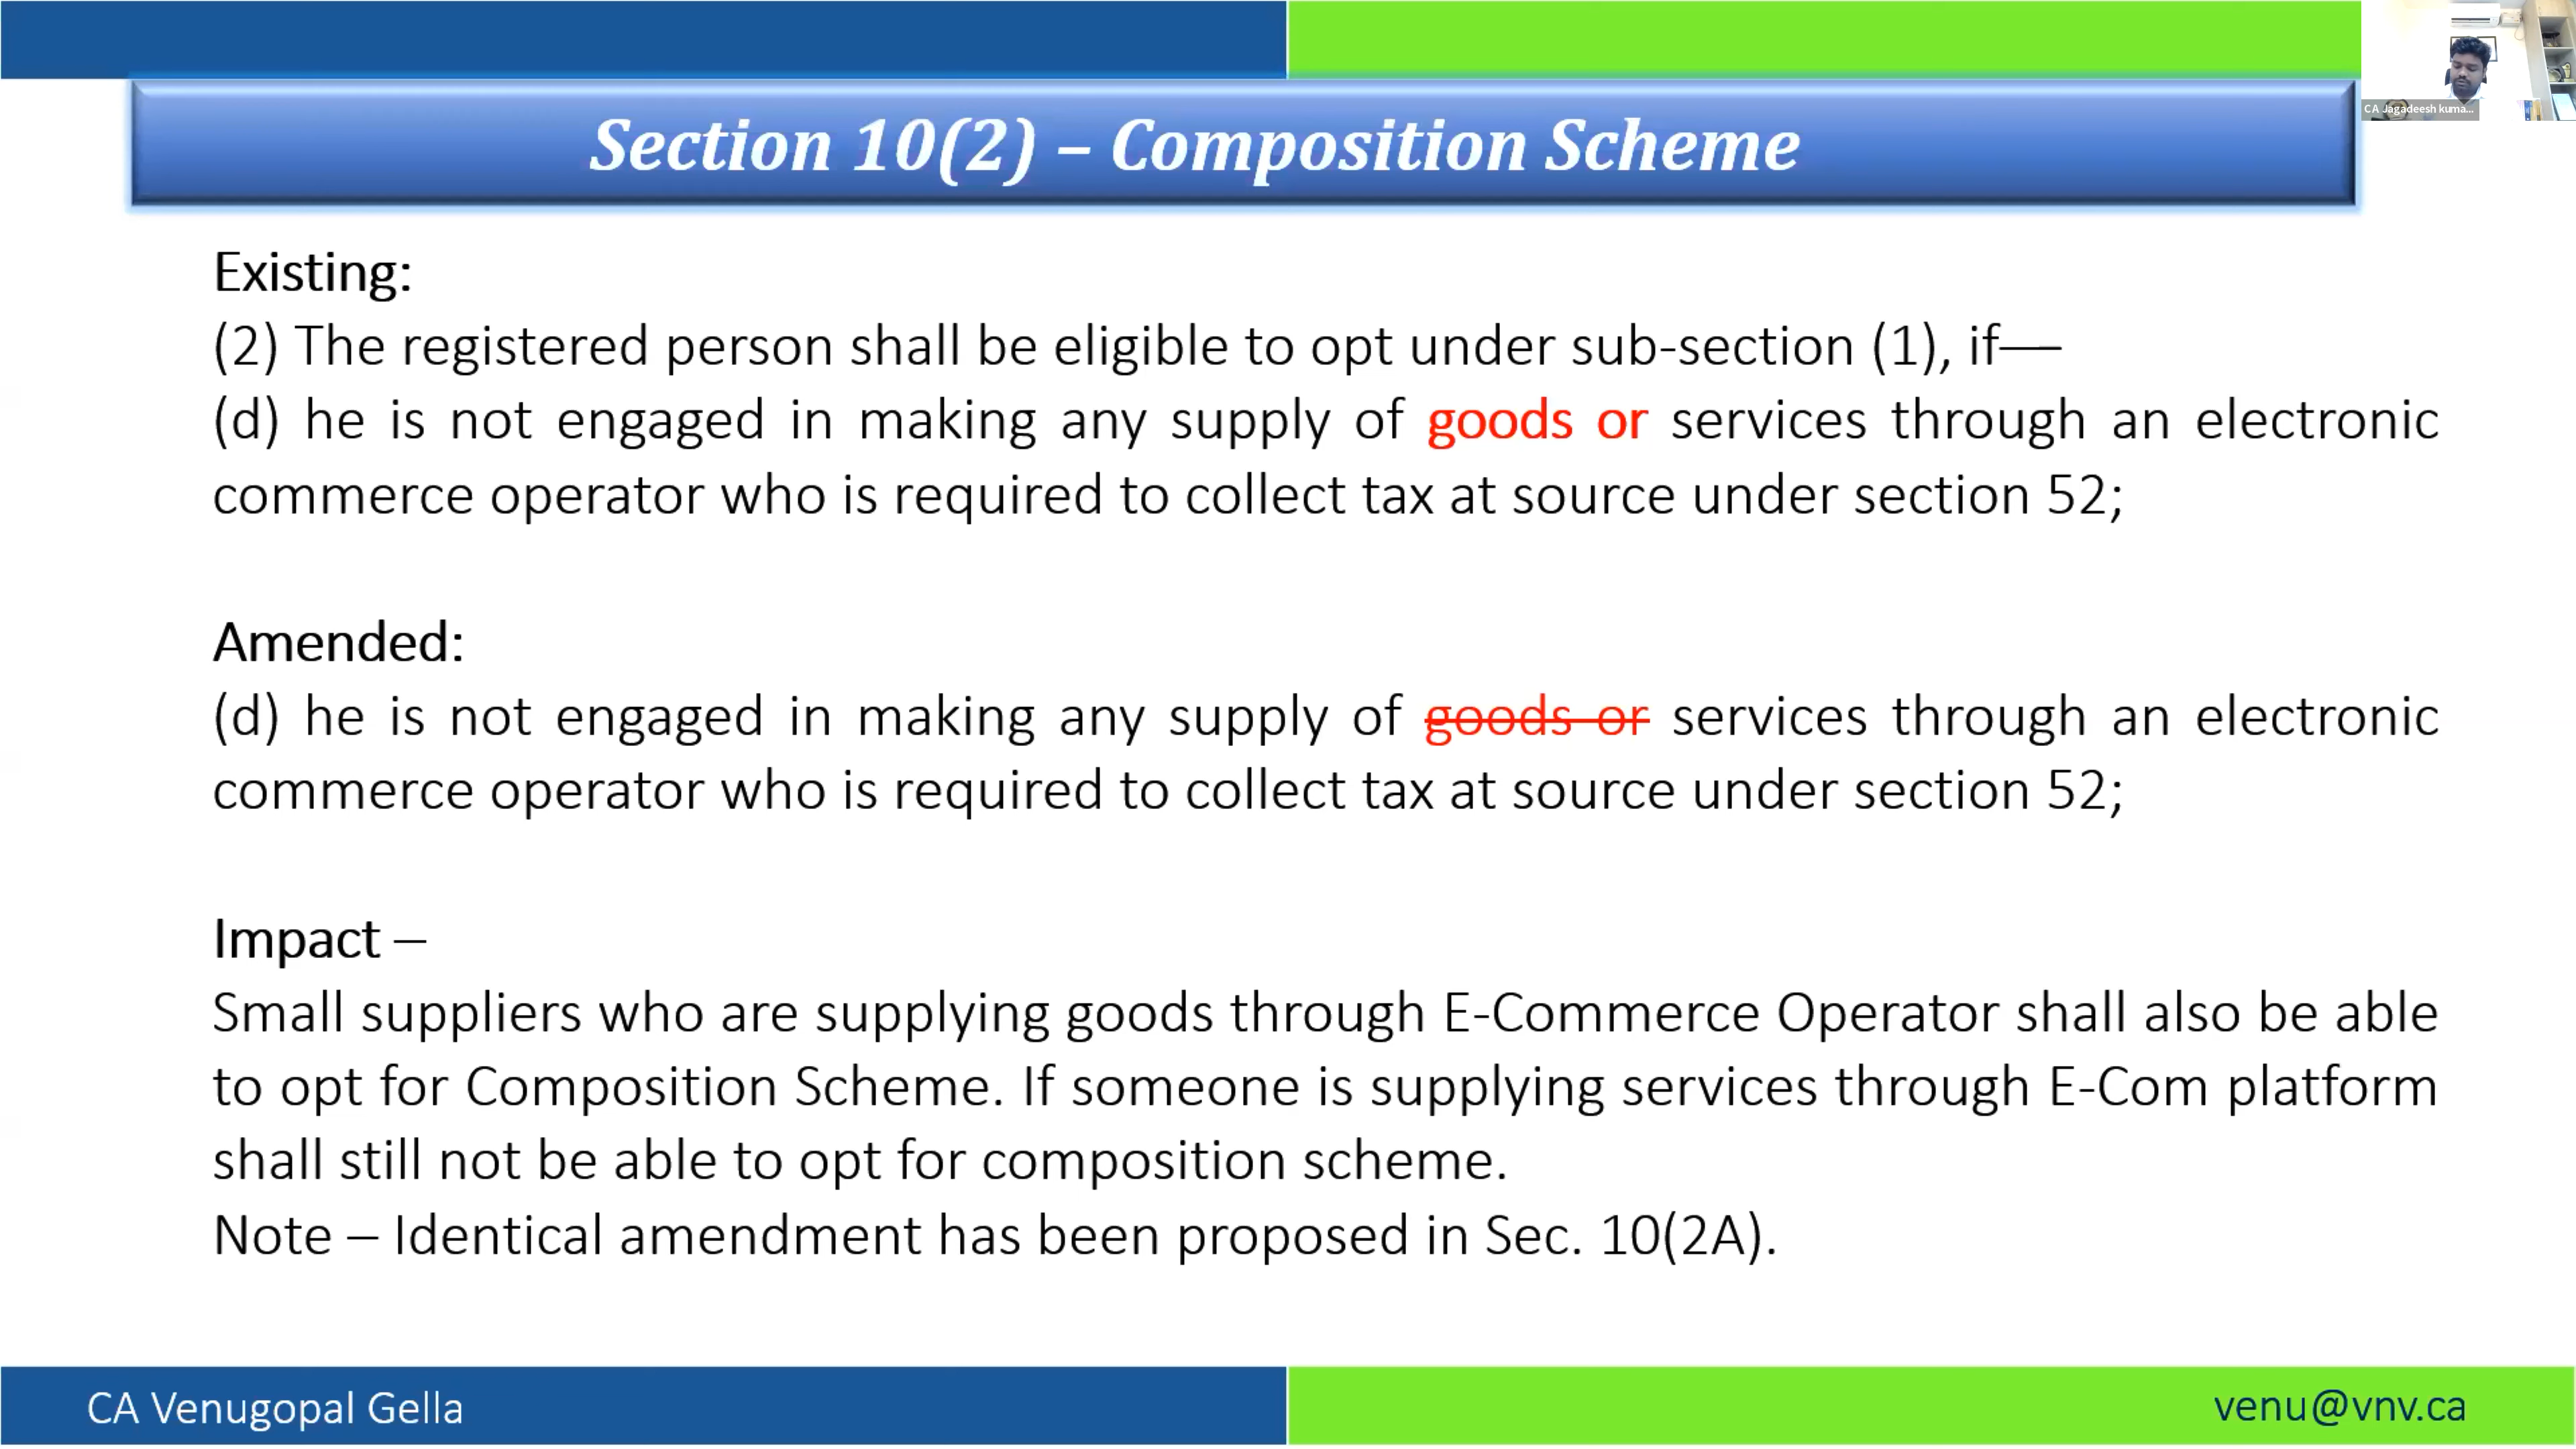 CA Jagadeesh kuma...
Section 10(2) – Composition Scheme
Existing:
(2) The registered person shall be eligible to opt under sub-section (1), if—
(d) he is not engaged in making any supply of goods or services through an electronic
commerce operator who is required to collect tax at source under section 52;
Amended:
(d) he is not engaged in making any supply of goods or services through an electronic
commerce operator who is required to collect tax at source under section 52;
Impact –
Small suppliers who are supplying goods through E-Commerce Operator shall also be able
to opt for Composition Scheme. If someone is supplying services through E-Com platform
shall still not be able to opt for composition scheme.
Note – Identical amendment has been proposed in Sec. 10(2A).
CA Venugopal Gella
venu@vnv.ca